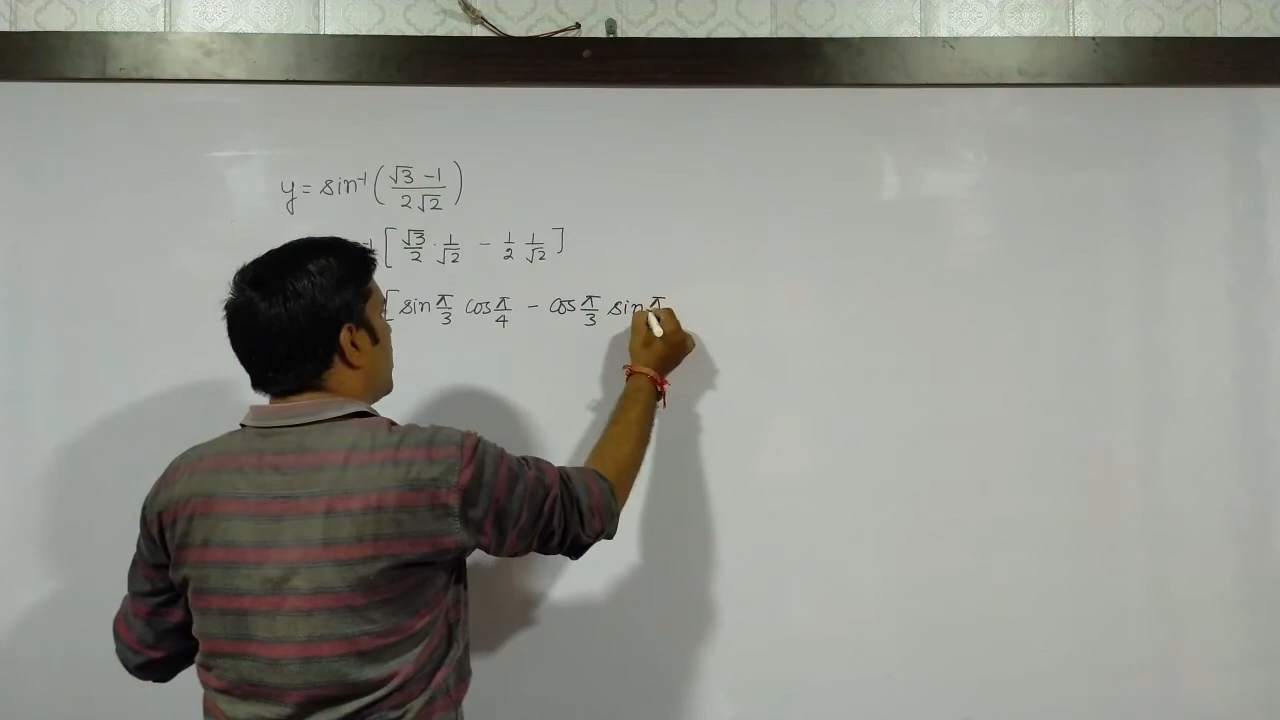 y = sin⁻¹ ( (√3 - 1) / (2√2) )
⁻¹ [ √3/2 · 1/√2 - 1/2 1/√2 ]
[ sin π/3 cos π/4 - cos π/3 sin π